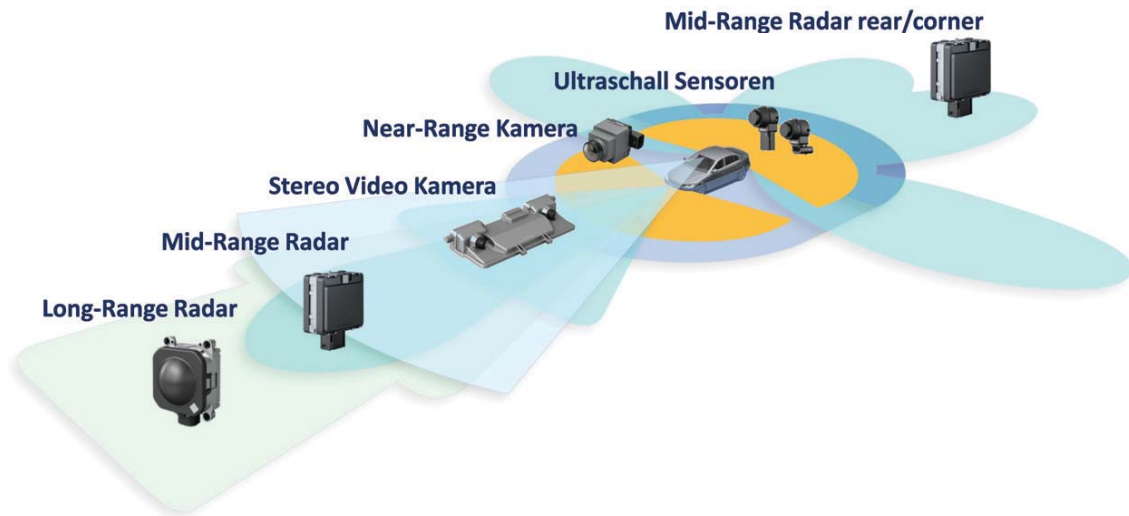 Mid-Range Radar rear/corner
Ultraschall Sensoren
Near-Range Kamera
Stereo Video Kamera
Mid-Range Radar
Long-Range Radar